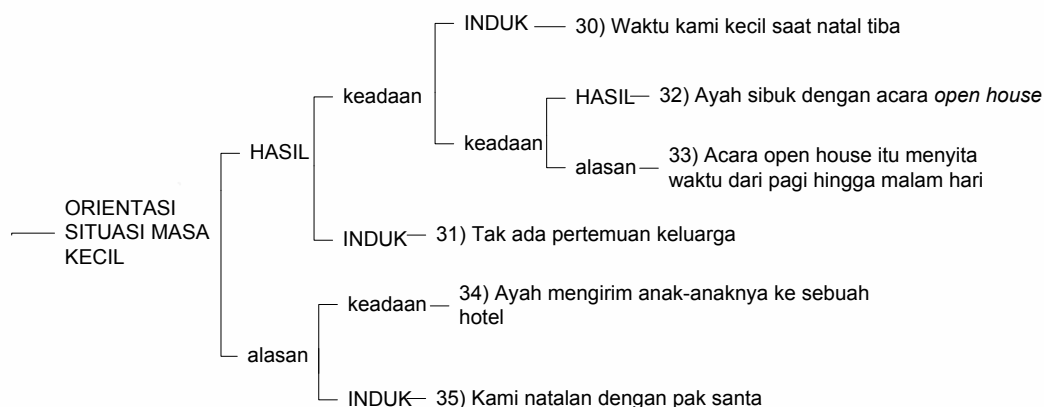 INDUK
30) Waktu kami kecil saat natal tiba
keadaan
HASIL
32) Ayah sibuk dengan acara open house
keadaan
HASIL
alasan
33) Acara open house itu menyita
waktu dari pagi hingga malam hari
ORIENTASI
SITUASI MASA
KECIL
INDUK
31) Tak ada pertemuan keluarga
keadaan
34) Ayah mengirim anak-anaknya ke sebuah
hotel
alasan
INDUK
35) Kami natalan dengan pak santa